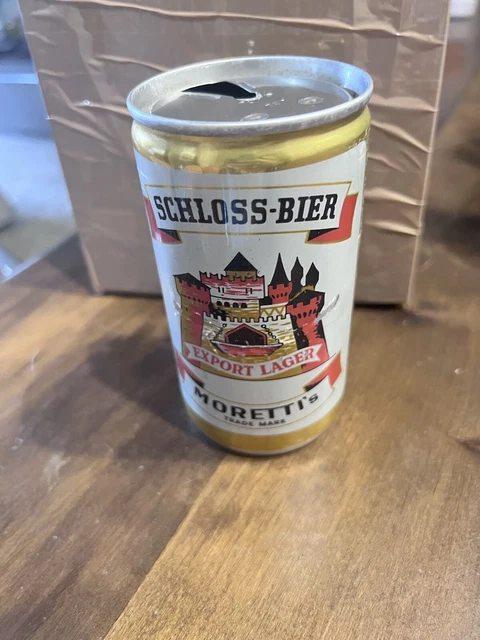 SCHLOSS-BIER
EXPORT LAGER
MORETTI's
TRADE MARK